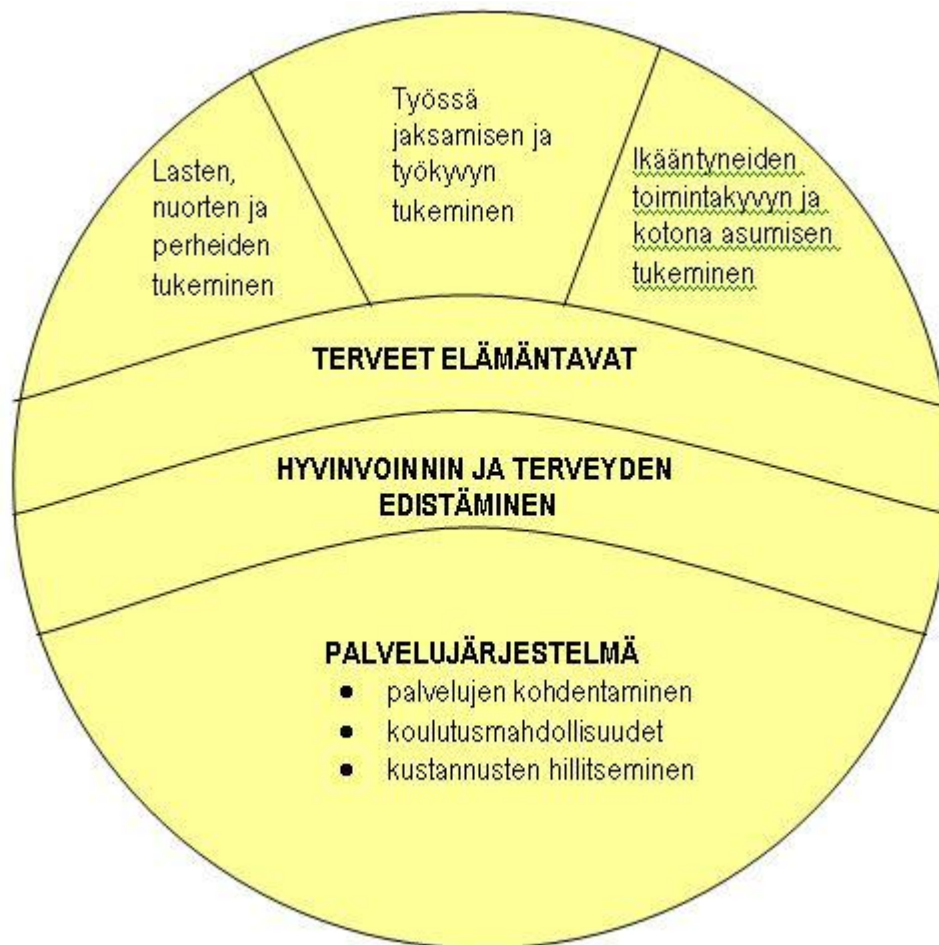 Lasten,
nuorten ja
perheiden
tukeminen
Työssä
jaksamisen ja
työkyvyn
tukeminen
Ikääntyneiden
toimintakyvyn ja
kotona asumisen
tukeminen
TERVEET ELÄMÄNTAVAT
HYVINVOINNIN JA TERVEYDEN
EDISTÄMINEN
PALVELUJÄRJESTELMÄ
● palvelujen kohdentaminen
● koulutusmahdollisuudet
● kustannusten hillitseminen